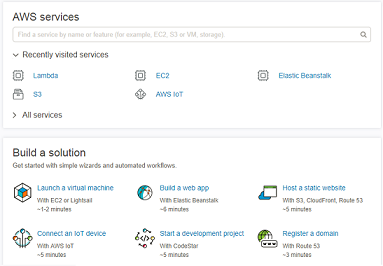 AWS services
Find a service by name or feature (for example, EC2, S3 or VM, storage).
Recently visited services
Lambda
EC2
Elastic Beanstalk
S3
AWS IoT
All services
Build a solution
Get started with simple wizards and automated workflows.
Launch a virtual machine
With EC2 or Lightsail
~1-2 minutes
Build a web app
With Elastic Beanstalk
~6 minutes
Host a static website
With S3, CloudFront, Route 53
~5 minutes
Connect an IoT device
With AWS IoT
~5 minutes
Start a development project
With CodeStar
~5 minutes
Register a domain
With Route 53
~3 minutes